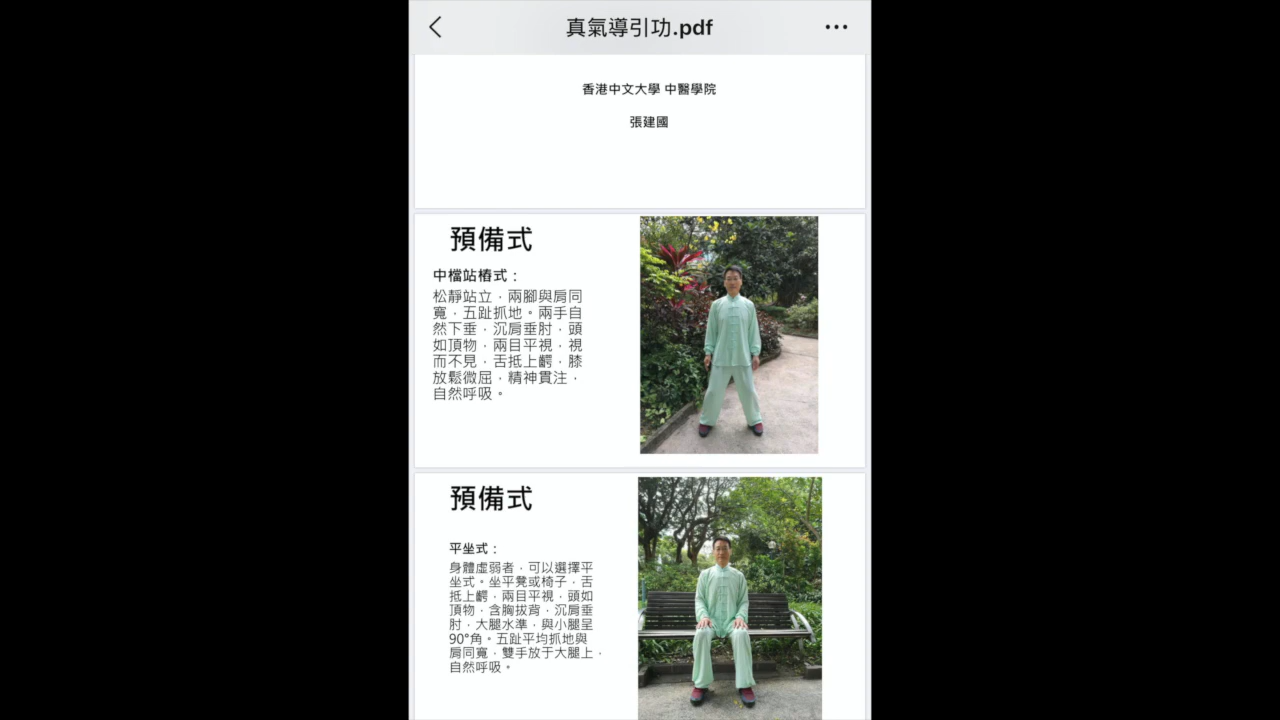 真氣導引功.pdf
香港中文大學 中醫學院
張建國
預備式
中檔站樁式：
松靜站立，兩腳與肩同
寬，五趾抓地。兩手自
然下垂，沉肩垂肘，頭
如頂物，兩目平視，視
而不見，舌抵上齶，膝
放鬆微屈，精神貫注，
自然呼吸。
預備式
平坐式：
身體虛弱者，可以選擇平
坐式。坐平凳或椅子，舌
抵上齶，兩目平視，頭如
頂物，含胸拔背，沉肩垂
肘，大腿水準，與小腿呈
90°角。五趾平均抓地與
肩同寬，雙手放于大腿上，
自然呼吸。